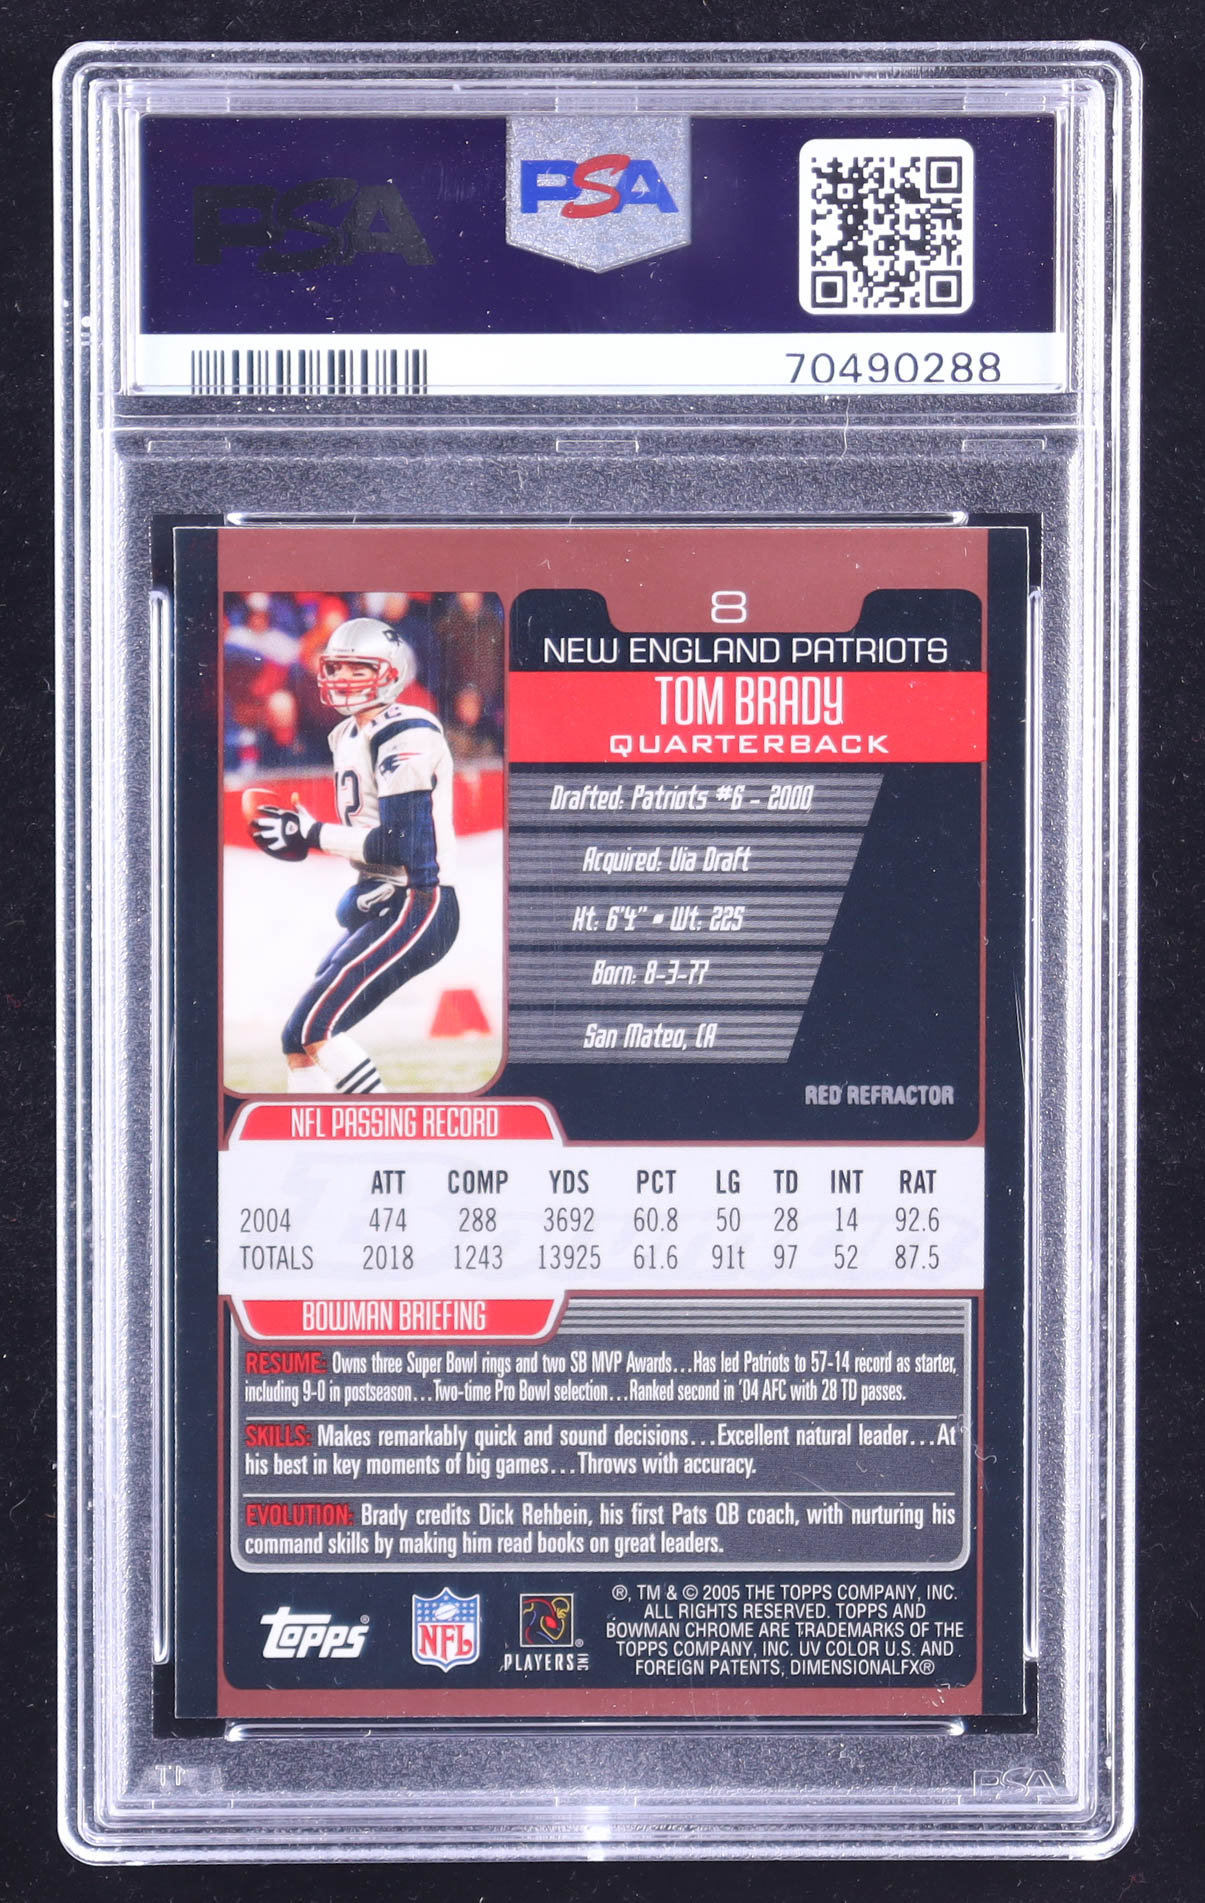 PSA
PSA
70490288
8
NEW ENGLAND PATRIOTS
TOM BRADY
QUARTERBACK
12
12
Drafted: Patriots #6 - 2000
Acquired: Via Draft
Ht: 6'4" • Wt: 225
Born: 8-3-77
San Mateo, CA
RED REFRACTOR
NFL PASSING RECORD
ATT COMP YDS PCT LG TD INT RAT
2004 474 288 3692 60.8 50 28 14 92.6
TOTALS 2018 1243 13925 61.6 91t 97 52 87.5
BOWMAN BRIEFING
RESUME: Owns three Super Bowl rings and two SB MVP Awards...Has led Patriots to 57-14 record as starter,
including 9-0 in postseason...Two-time Pro Bowl selection...Ranked second in '04 AFC with 28 TD passes.
SKILLS: Makes remarkably quick and sound decisions...Excellent natural leader...At
his best in key moments of big games...Throws with accuracy.
EVOLUTION: Brady credits Dick Rehbein, his first Pats QB coach, with nurturing his
command skills by making him read books on great leaders.
topps®
NFL
PLAYERS INC®
®, TM & © 2005 THE TOPPS COMPANY, INC.
ALL RIGHTS RESERVED. TOPPS AND
BOWMAN CHROME ARE TRADEMARKS OF THE
TOPPS COMPANY, INC. UV COLOR U.S. AND
FOREIGN PATENTS, DIMENSIONALFX®
PSA